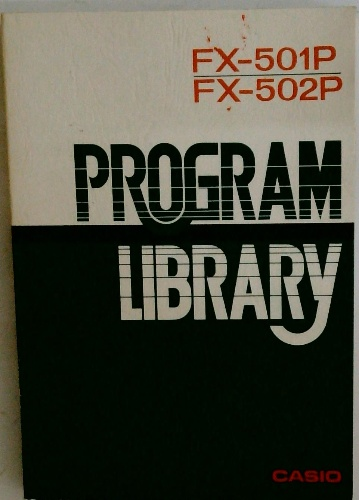 FX-501P
FX-502P
PROGRAM
LIBRARY
CASIO